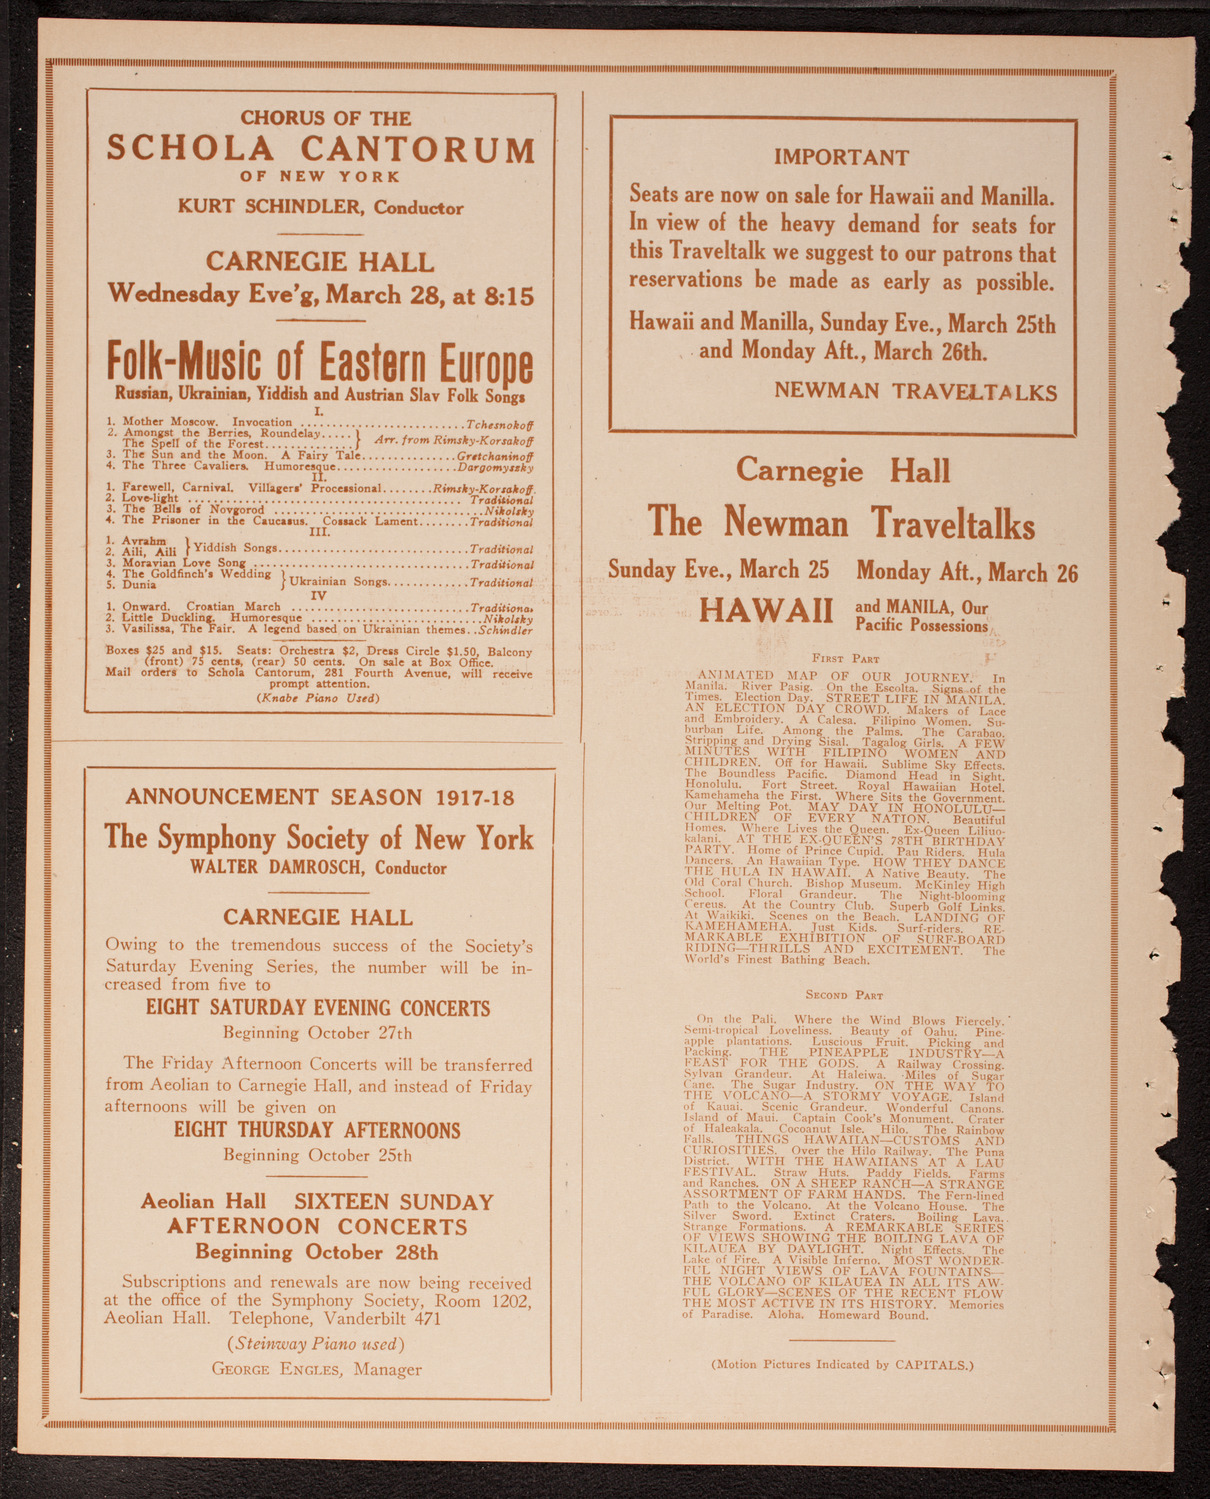 CHORUS OF THE
SCHOLA CANTORUM
OF NEW YORK
KURT SCHINDLER, Conductor
CARNEGIE HALL
Wednesday Eve'g, March 28, at 8:15
Folk-Music of Eastern Europe
Russian, Ukrainian, Yiddish and Austrian Slav Folk Songs
I.
1. Mother Moscow. Invocation ........................Tchesnokoff
2. Amongst the Berries, Roundelay.....}
The Spell of the Forest.............. } Arr. from Rimsky-Korsakoff
3. The Sun and the Moon. A Fairy Tale..............Gretchaninoff
4. The Three Cavaliers. Humoresque..................Dargomyszky
II.
1. Farewell, Carnival. Villagers' Processional........Rimsky-Korsakoff.
2. Love-light ........................................ Traditional
3. The Bells of Novgorod ...............................Nikolsky
4. The Prisoner in the Caucasus. Cossack Lament........Traditional
III.
1. Avrahm
2. Aili, Aili } Yiddish Songs............................Traditional
3. Moravian Love Song ................................Traditional
4. The Goldfinch's Wedding
5. Dunia } Ukrainian Songs............Traditional
IV
1. Onward. Croatian March ..........................Traditional
2. Little Duckling. Humoresque .........................Nikolsky
3. Vasilissa, The Fair. A legend based on Ukrainian themes..Schindler
Boxes $25 and $15. Seats: Orchestra $2, Dress Circle $1.50, Balcony
(front) 75 cents, (rear) 50 cents. On sale at Box Office.
Mail orders to Schola Cantorum, 281 Fourth Avenue, will receive
prompt attention.
(Knabe Piano Used)
ANNOUNCEMENT SEASON 1917-18
The Symphony Society of New York
WALTER DAMROSCH, Conductor
CARNEGIE HALL
Owing to the tremendous success of the Society's
Saturday Evening Series, the number will be in-
creased from five to
EIGHT SATURDAY EVENING CONCERTS
Beginning October 27th
The Friday Afternoon Concerts will be transferred
from Aeolian to Carnegie Hall, and instead of Friday
afternoons will be given on
EIGHT THURSDAY AFTERNOONS
Beginning October 25th
Aeolian Hall SIXTEEN SUNDAY
AFTERNOON CONCERTS
Beginning October 28th
Subscriptions and renewals are now being received
at the office of the Symphony Society, Room 1202,
Aeolian Hall. Telephone, Vanderbilt 471
(Steinway Piano used)
GEORGE ENGLES, Manager
IMPORTANT
Seats are now on sale for Hawaii and Manilla.
In view of the heavy demand for seats for
this Traveltalk we suggest to our patrons that
reservations be made as early as possible.
Hawaii and Manilla, Sunday Eve., March 25th
and Monday Aft., March 26th.
NEWMAN TRAVELTALKS
Carnegie Hall
The Newman Traveltalks
Sunday Eve., March 25 Monday Aft., March 26
HAWAII and MANILA, Our
Pacific Possessions
FIRST PART
ANIMATED MAP OF OUR JOURNEY. In
Manila. River Pasig. On the Escolta. Signs of the
Times. Election Day. STREET LIFE IN MANILA.
AN ELECTION DAY CROWD. Makers of Lace
and Embroidery. A Calesa. Filipino Women. Su-
burban Life. Among the Palms. The Carabao.
Stripping and Drying Sisal. Tagalog Girls. A FEW
MINUTES WITH FILIPINO WOMEN AND
CHILDREN. Off for Hawaii. Sublime Sky Effects.
The Boundless Pacific. Diamond Head in Sight.
Honolulu. Fort Street. Royal Hawaiian Hotel.
Kamehameha the First. Where Sits the Government.
Our Melting Pot. MAY DAY IN HONOLULU—
CHILDREN OF EVERY NATION. Beautiful
Homes. Where Lives the Queen. Ex-Queen Liliuo-
kalani. AT THE EX-QUEEN'S 78TH BIRTHDAY
PARTY. Home of Prince Cupid. Pau Riders. Hula
Dancers. An Hawaiian Type. HOW THEY DANCE
THE HULA IN HAWAII. A Native Beauty. The
Old Coral Church. Bishop Museum. McKinley High
School. Floral Grandeur. The Night-blooming
Cereus. At the Country Club. Superb Golf Links.
At Waikiki. Scenes on the Beach. LANDING OF
KAMEHAMEHA. Just Kids. Surf-riders. RE-
MARKABLE EXHIBITION OF SURF-BOARD
RIDING—THRILLS AND EXCITEMENT. The
World's Finest Bathing Beach.
SECOND PART
On the Pali. Where the Wind Blows Fiercely.
Semi-tropical Loveliness. Beauty of Oahu. Pine-
apple plantations. Luscious Fruit. Picking and
Packing. THE PINEAPPLE INDUSTRY—A
FEAST FOR THE GODS. A Railway Crossing.
Sylvan Grandeur. At Haleiwa. Miles of Sugar
Cane. The Sugar Industry. ON THE WAY TO
THE VOLCANO—A STORMY VOYAGE. Island
of Kauai. Scenic Grandeur. Wonderful Canons.
Island of Maui. Captain Cook's Monument. Crater
of Haleakala. Cocoanut Isle. Hilo. The Rainbow
Falls. THINGS HAWAIIAN—CUSTOMS AND
CURIOSITIES. Over the Hilo Railway. The Puna
District. WITH THE HAWAIIANS AT A LAU
FESTIVAL. Straw Huts. Paddy Fields. Farms
and Ranches. ON A SHEEP RANCH—A STRANGE
ASSORTMENT OF FARM HANDS. The Fern-lined
Path to the Volcano. At the Volcano House. The
Silver Sword. Extinct Craters. Boiling Lava.
Strange Formations. A REMARKABLE SERIES
OF VIEWS SHOWING THE BOILING LAVA OF
KILAUEA BY DAYLIGHT. Night Effects. The
Lake of Fire. A Visible Inferno. MOST WONDER-
FUL NIGHT VIEWS OF LAVA FOUNTAINS—
THE VOLCANO OF KILAUEA IN ALL ITS AW-
FUL GLORY—SCENES OF THE RECENT FLOW
THE MOST ACTIVE IN ITS HISTORY. Memories
of Paradise. Aloha. Homeward Bound.
(Motion Pictures Indicated by CAPITALS.)